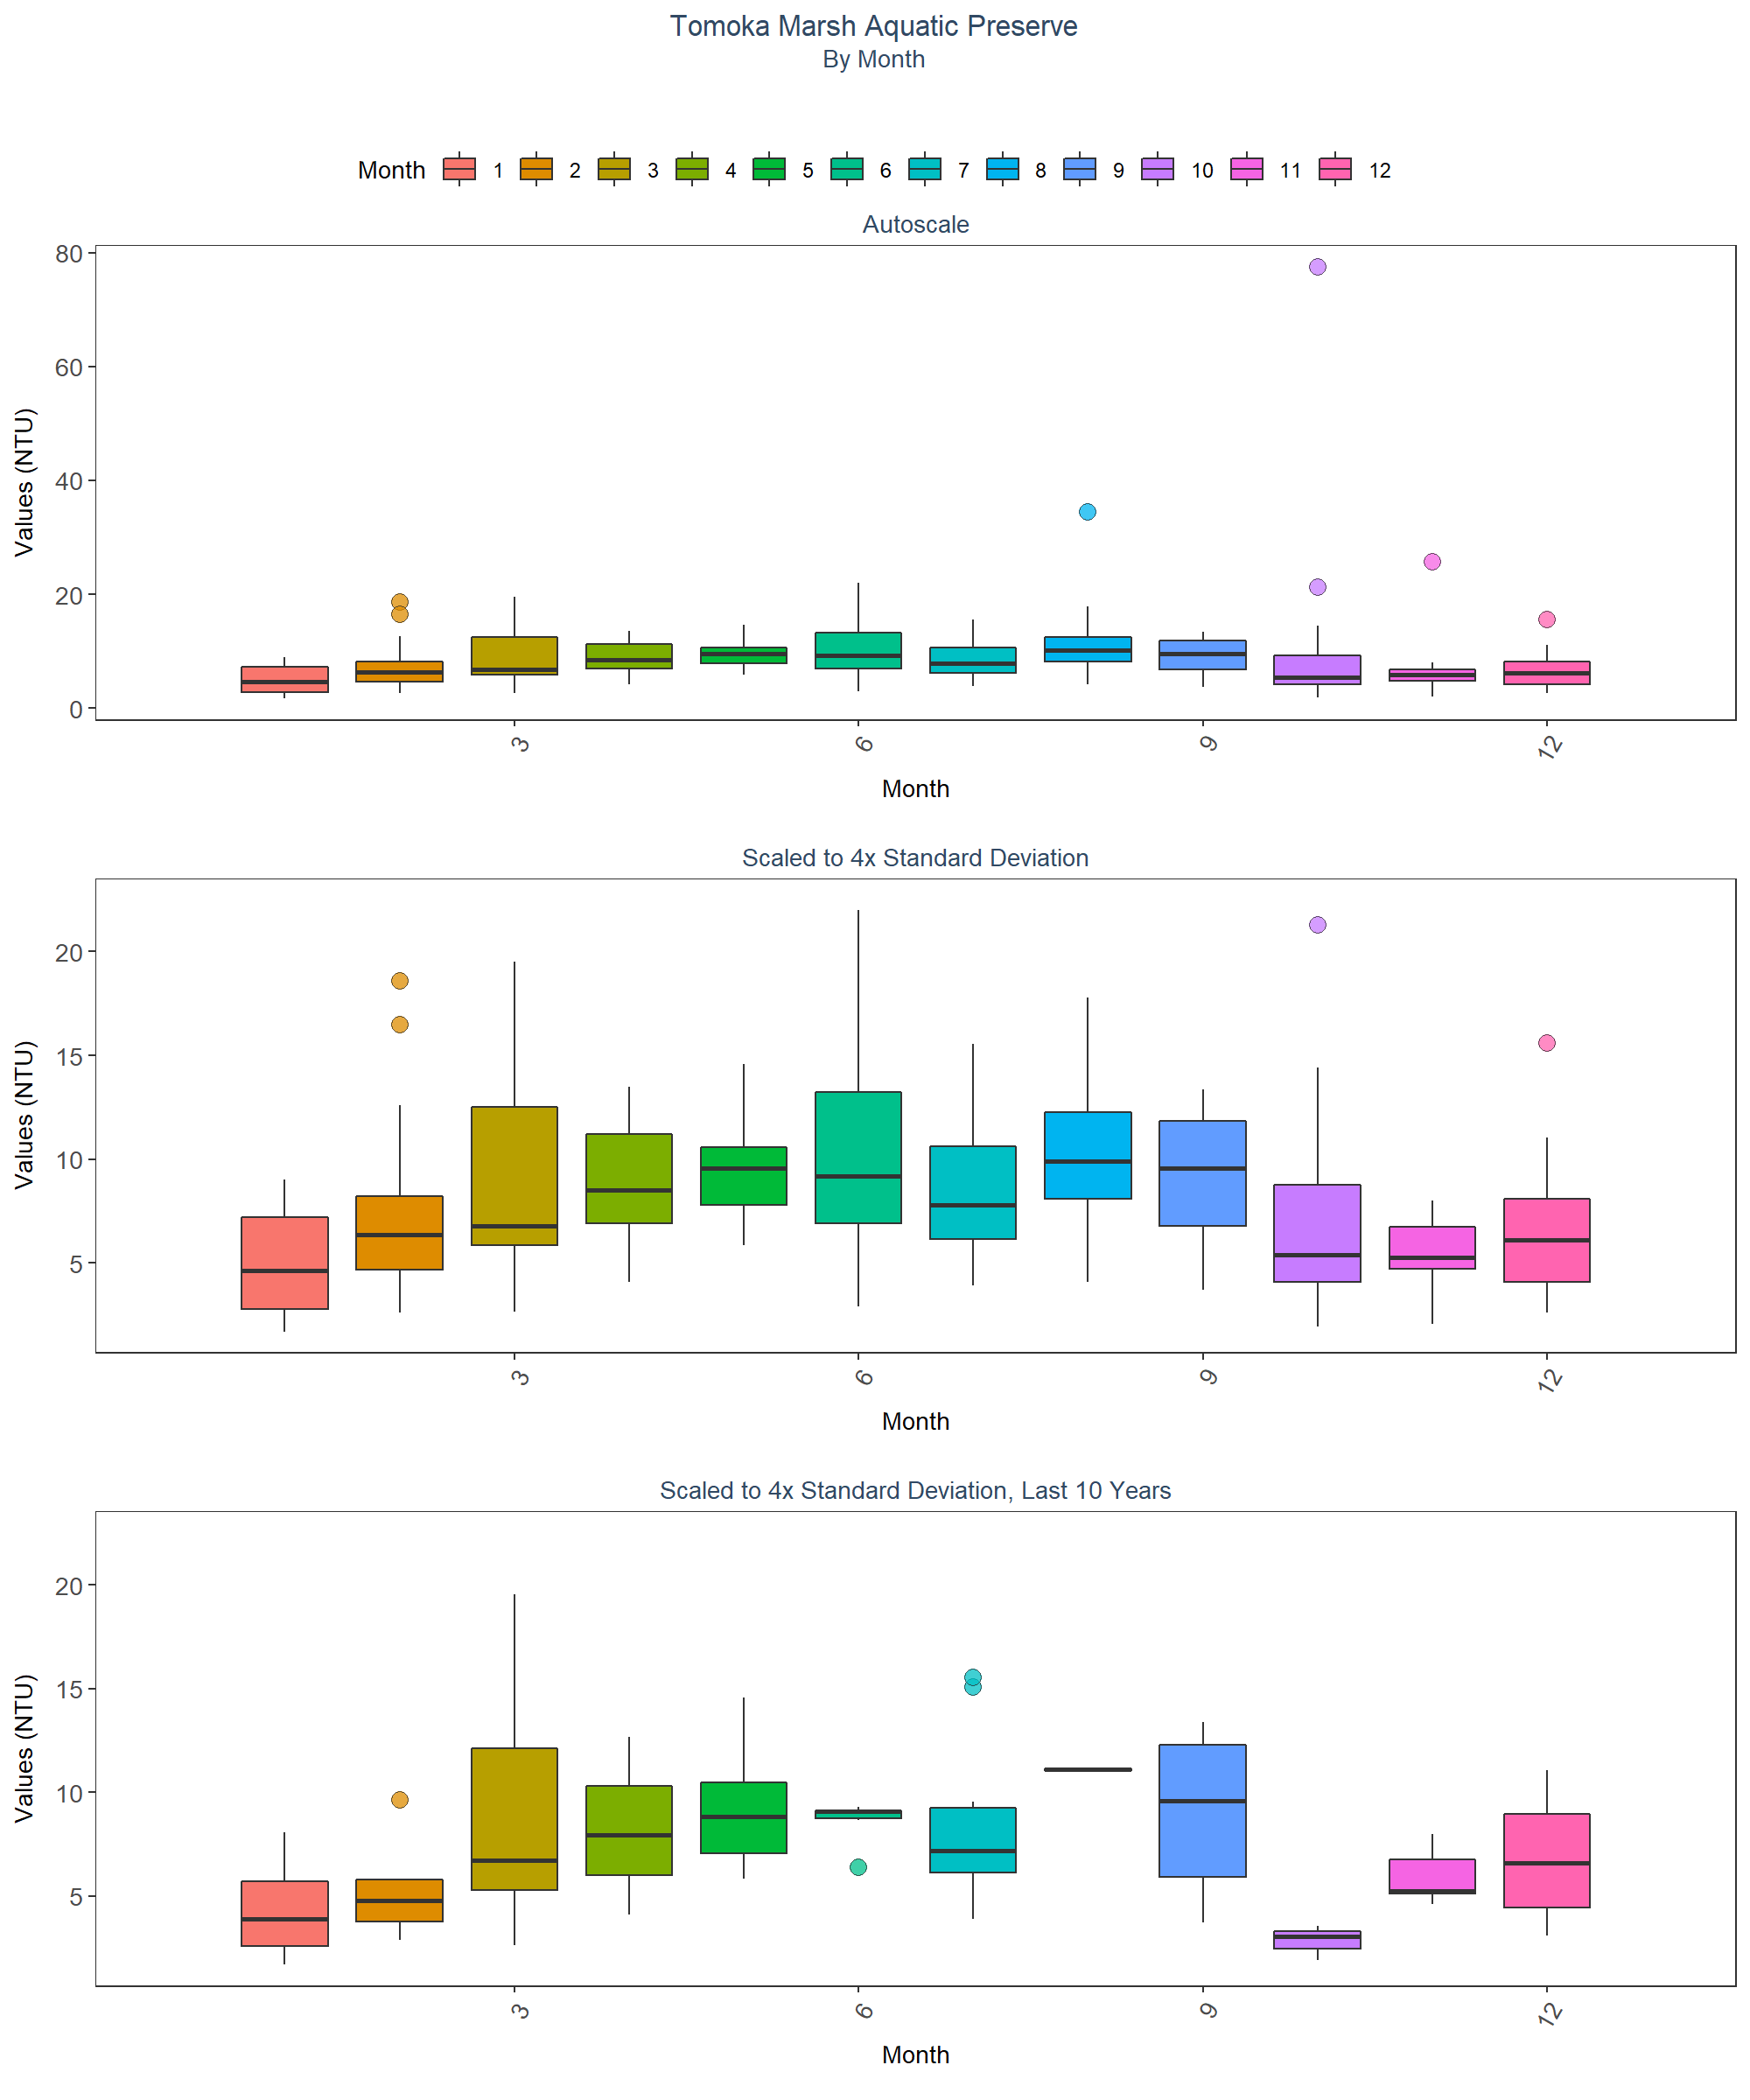 Tomoka Marsh Aquatic Preserve
By Month
Month 1 2 3 4 5 6 7 8 9 10 11 12
Autoscale
80
60
40
20
0
Values (NTU)
3 6 9 12
Month
Scaled to 4x Standard Deviation
20
15
10
5
Values (NTU)
3 6 9 12
Month
Scaled to 4x Standard Deviation, Last 10 Years
20
15
10
5
Values (NTU)
3 6 9 12
Month